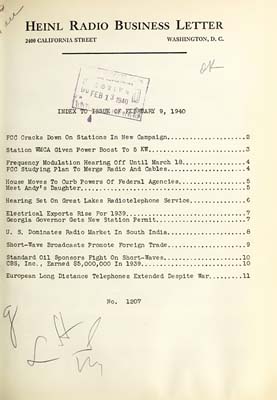 HEINL RADIO BUSINESS LETTER
2400 CALIFORNIA STREET WASHINGTON, D. C.
FEB 13 1940
INDEX TO ISSUE OF FEBRUARY 9, 1940
FCC Cracks Down On Stations In New Campaign.................2
Station WMCA Given Power Boost To 5 KW......................3
Frequency Modulation Hearing Off Until March 18.............4
FCC Studying Plan To Merge Radio And Cables.................4
House Moves To Curb Powers Of Federal Agencies..............5
Meet Andy's Daughter........................................5
Hearing Set On Great Lakes Radiotelephone Service...........6
Electrical Exports Rise For 1939............................7
Georgia Governor Gets New Station Permit....................7
U. S. Dominates Radio Market In South India.................8
Short-Wave Broadcasts Promote Foreign Trade.................9
Standard Oil Sponsors Fight On Short-Waves.................10
CBS, Inc., Earned $5,000,000 In 1939.......................10
European Long Distance Telephones Extended Despite War.....11
No. 1207